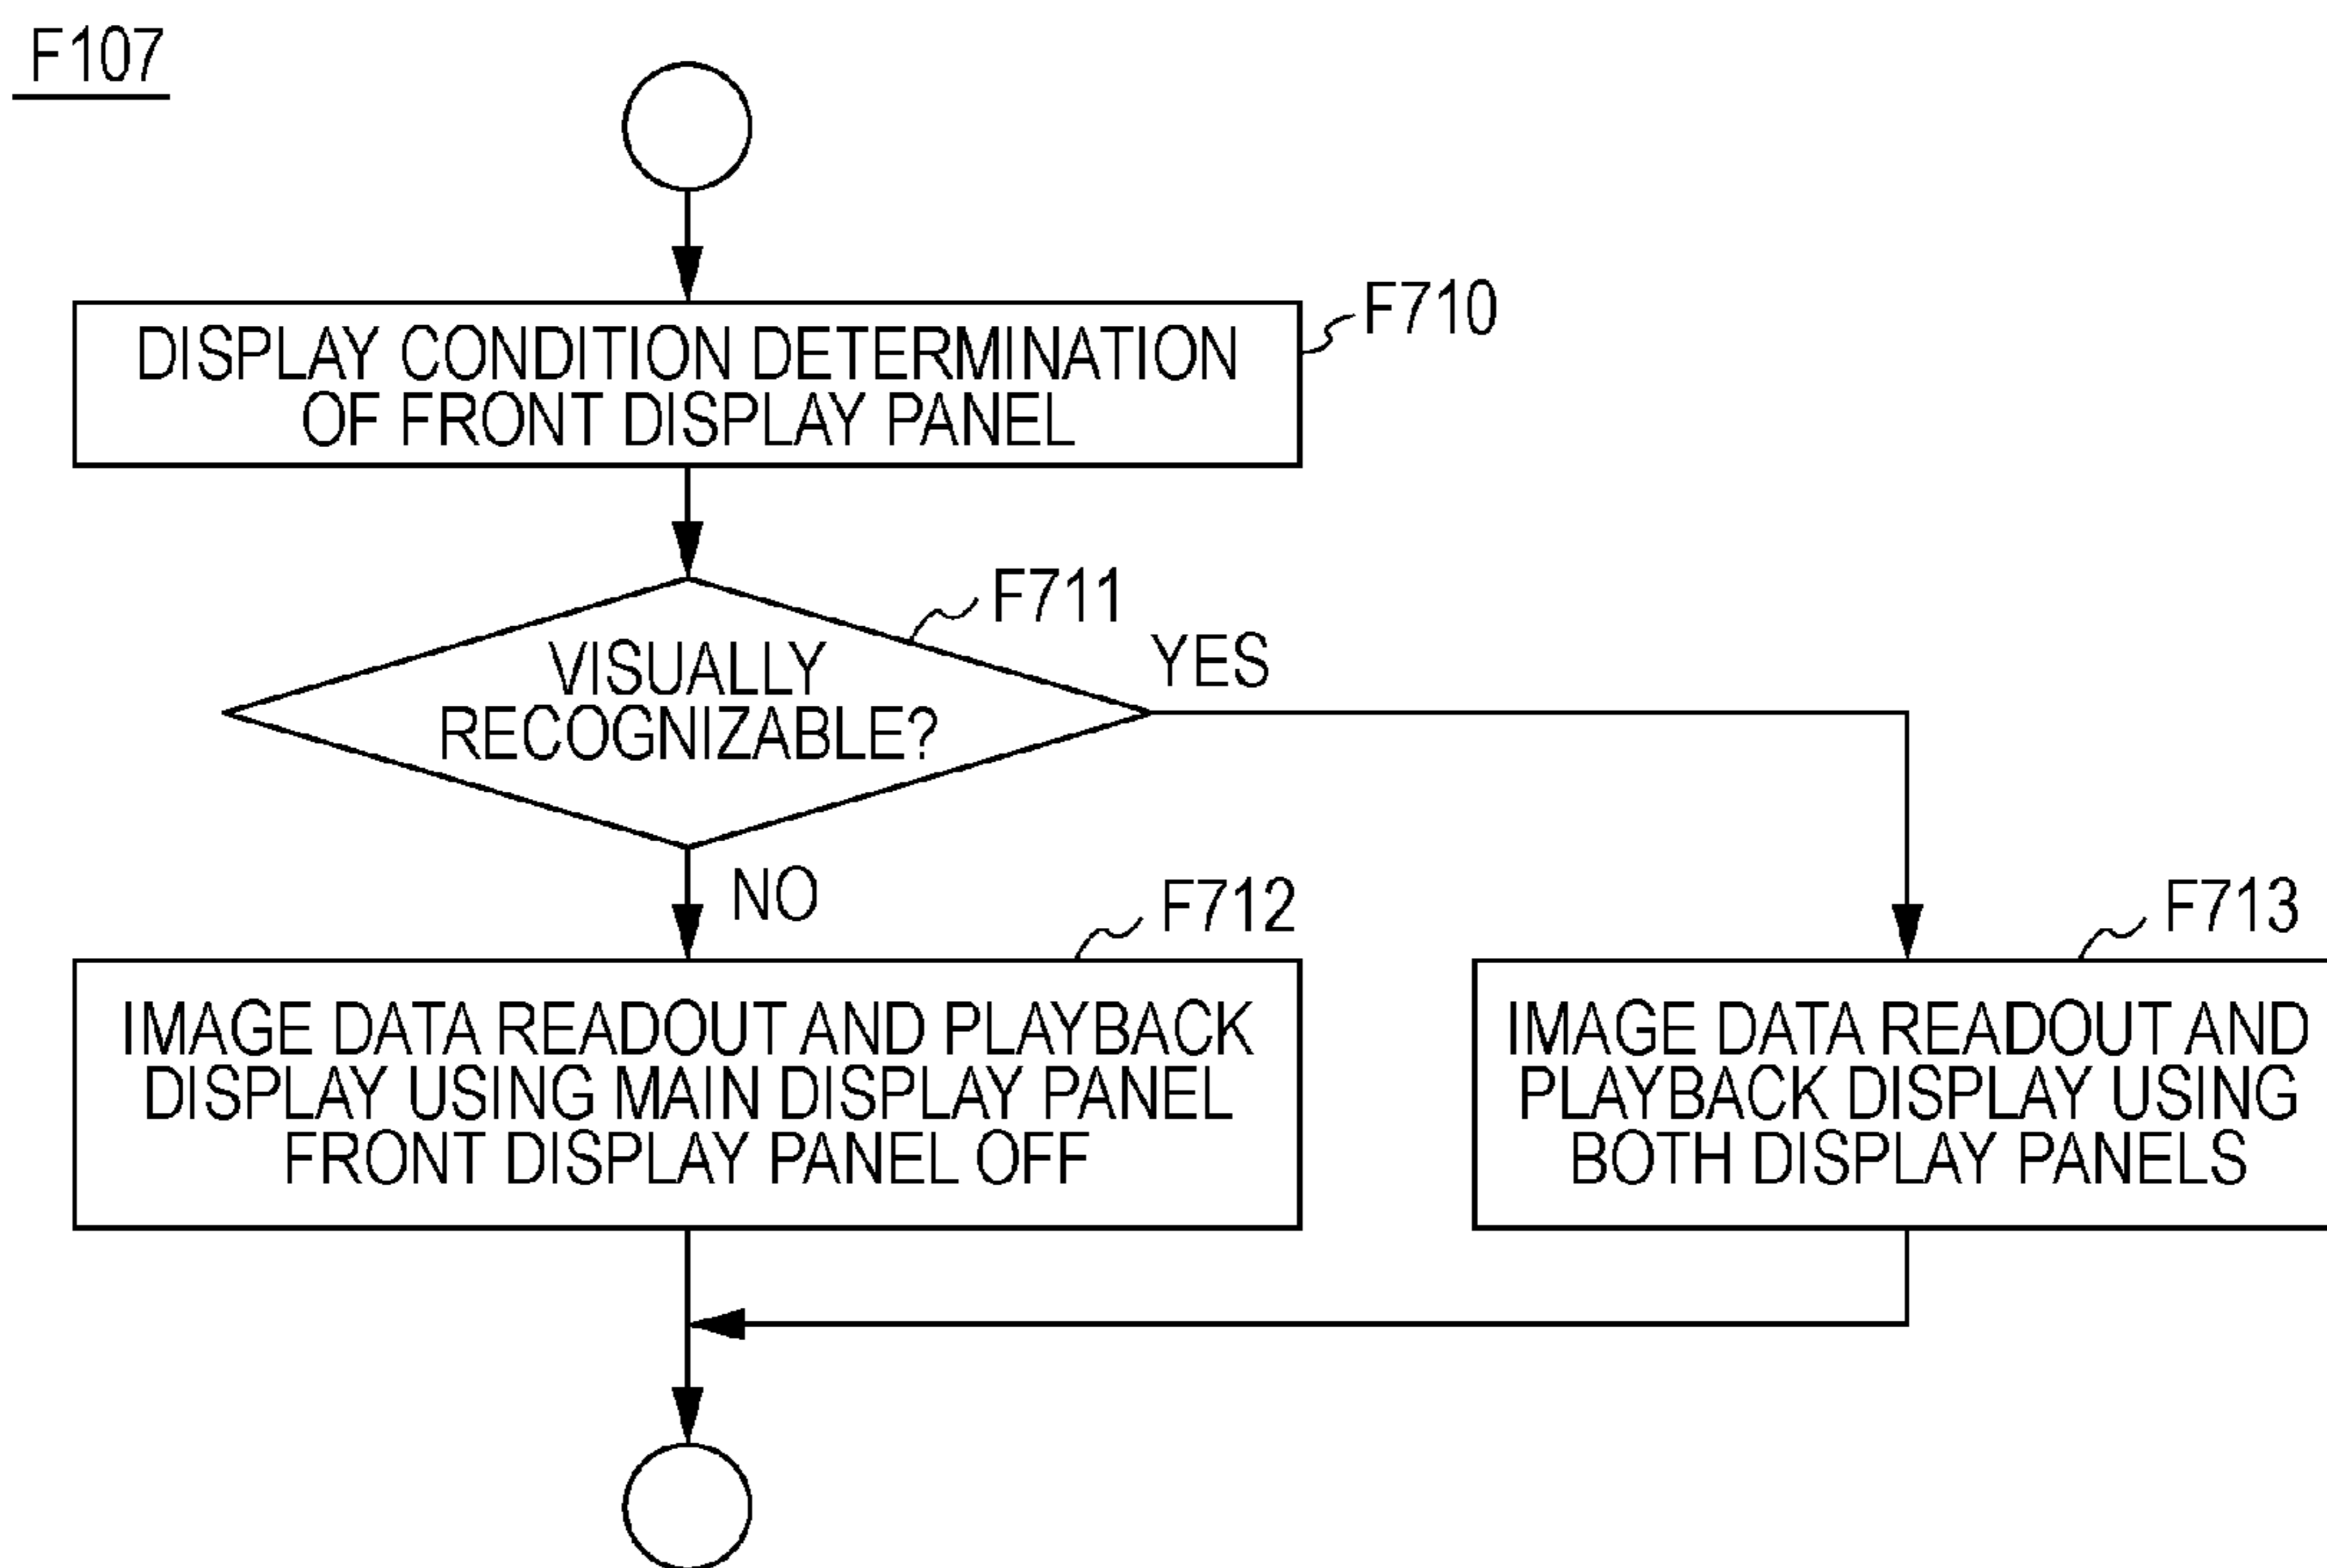 F107
DISPLAY CONDITION DETERMINATION
OF FRONT DISPLAY PANEL
F710
F711
VISUALLY
RECOGNIZABLE?
YES
NO
F712
IMAGE DATA READOUT AND PLAYBACK
DISPLAY USING MAIN DISPLAY PANEL
FRONT DISPLAY PANEL OFF
F713
IMAGE DATA READOUT AND
PLAYBACK DISPLAY USING
BOTH DISPLAY PANELS